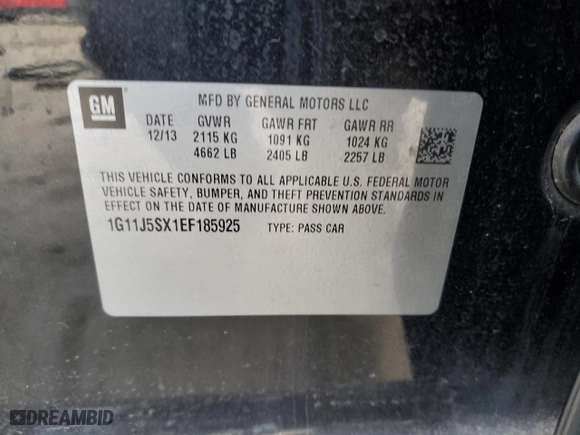 GM
MFD BY GENERAL MOTORS LLC
DATE GVWR GAWR FRT GAWR RR
12/13 2115 KG 1091 KG 1024 KG
4662 LB 2405 LB 2257 LB
THIS VEHICLE CONFORMS TO ALL APPLICABLE U.S. FEDERAL MOTOR
VEHICLE SAFETY, BUMPER, AND THEFT PREVENTION STANDARDS IN
EFFECT ON THE DATE OF MANUFACTURE SHOWN ABOVE.
1G11J5SX1EF185925 TYPE: PASS CAR
DREAMBID